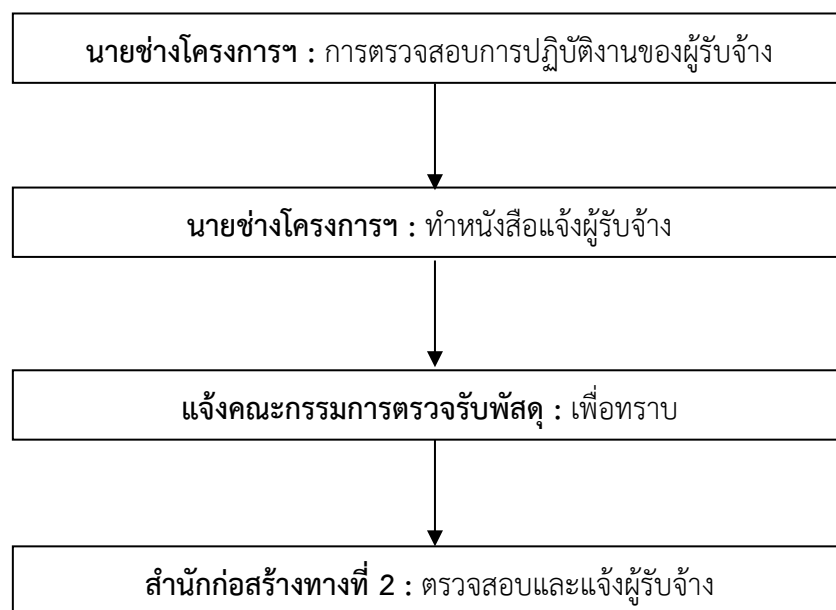 นายช่างโครงการฯ : การตรวจสอบการปฏิบัติงานของผู้รับจ้าง
นายช่างโครงการฯ : ทำหนังสือแจ้งผู้รับจ้าง
แจ้งคณะกรรมการตรวจรับพัสดุ : เพื่อทราบ
สำนักก่อสร้างทางที่ 2 : ตรวจสอบและแจ้งผู้รับจ้าง